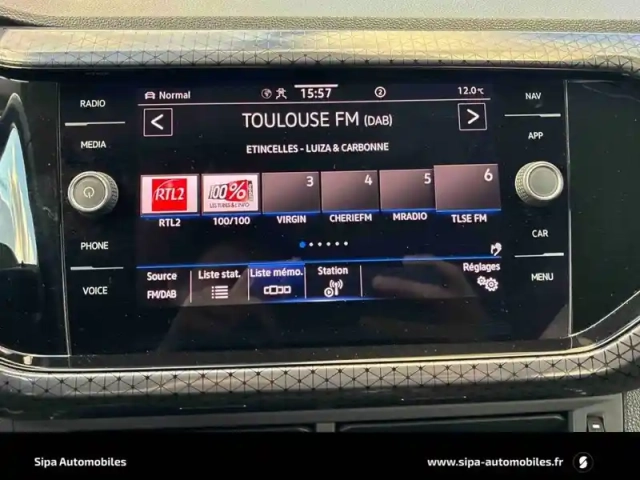 RADIO
MEDIA
PHONE
VOICE
Normal
15:57
2
12.0°C
TOULOUSE FM (DAB)
ETINCELLES - LUIZA & CARBONNE
RTL2
100%
3
4
5
6
RTL2
100/100
VIRGIN
CHERIEFM
MRADIO
TLSE FM
Source
FM/DAB
Liste stat.
Liste mémo.
Station
Réglages
NAV
APP
CAR
MENU
Sipa Automobiles
www.sipa-automobiles.fr